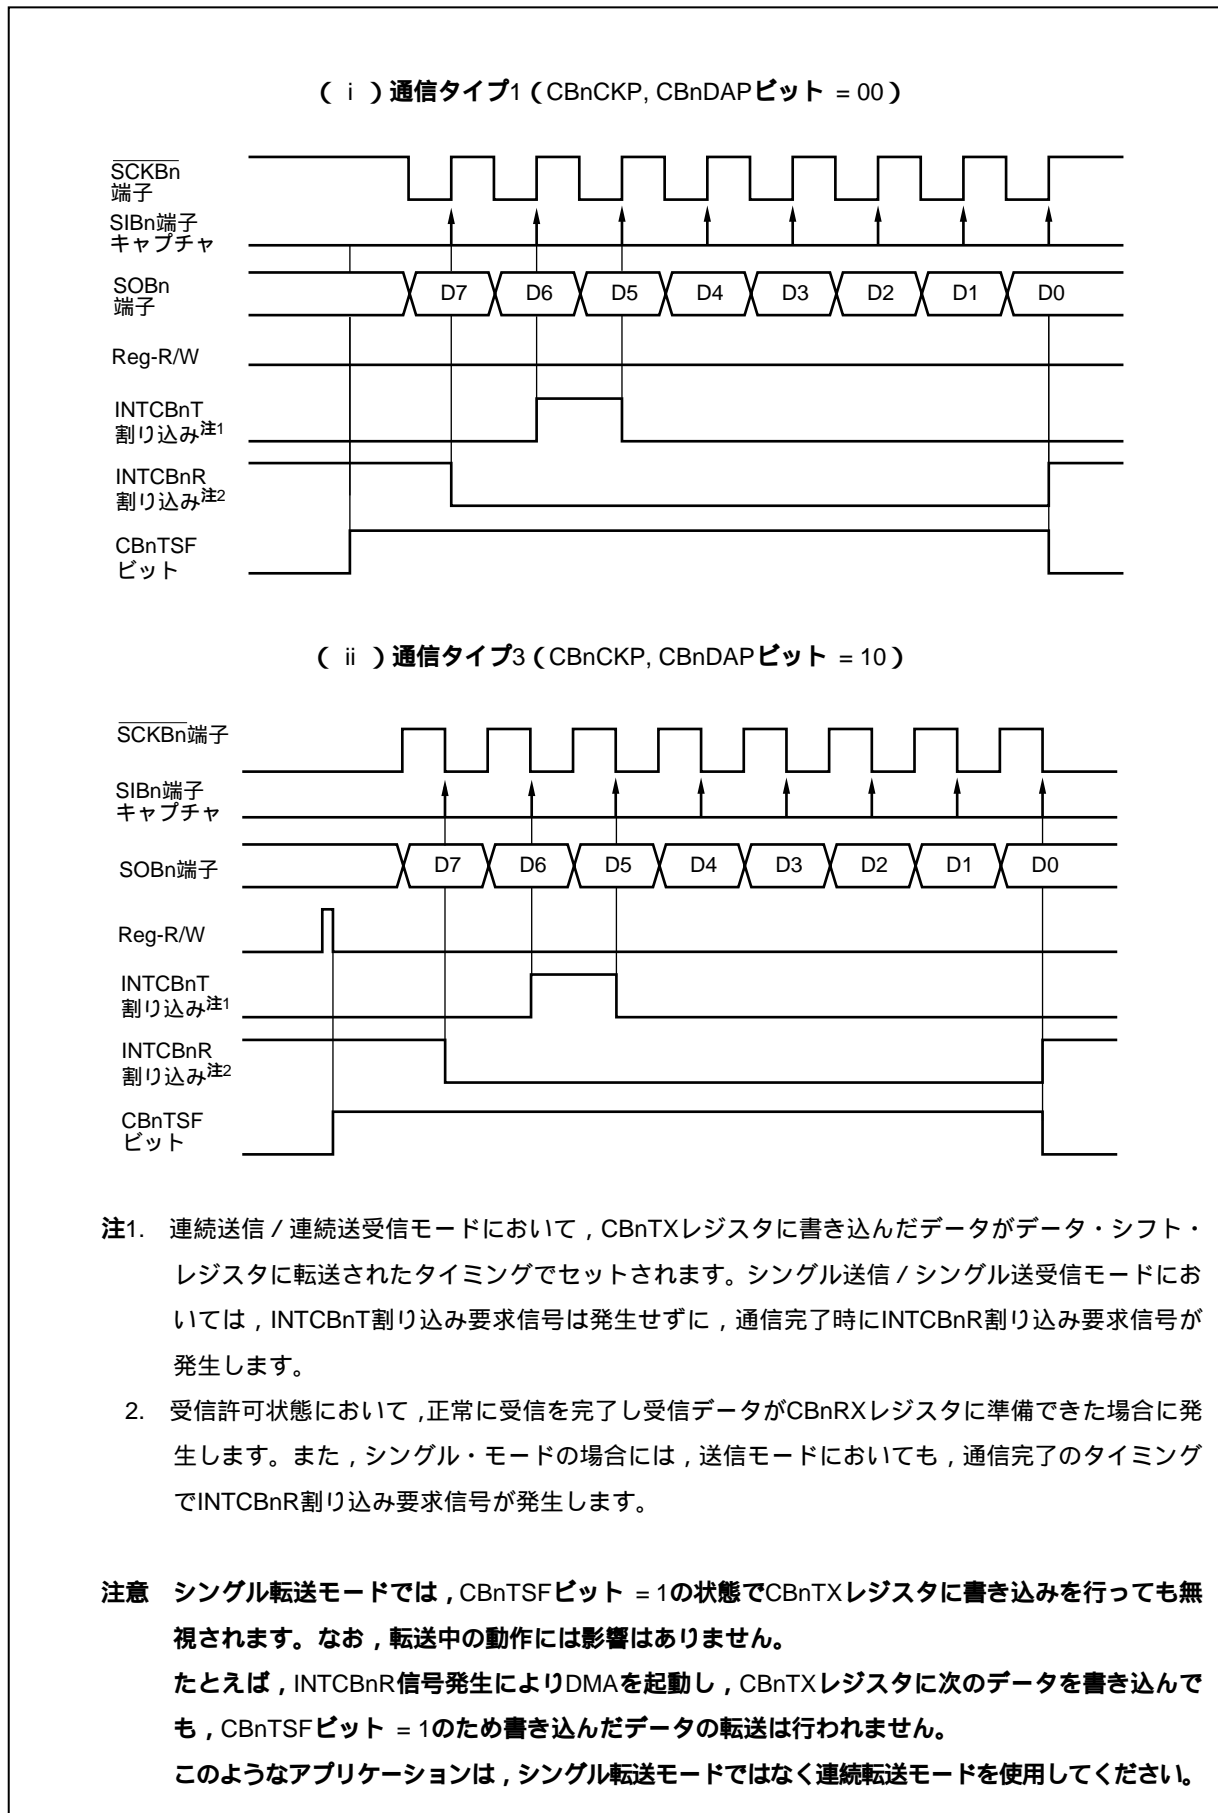 ( i ) 通信タイプ1 (CBnCKP, CBnDAPビット = 00)
SCKBn
端子
SIBn端子
キャプチャ
SOBn
端子
D7 D6 D5 D4 D3 D2 D1 D0
Reg-R/W
INTCBnT
割り込み注1
INTCBnR
割り込み注2
CBnTSF
ビット
( ii ) 通信タイプ3 (CBnCKP, CBnDAPビット = 10)
SCKBn端子
SIBn端子
キャプチャ
SOBn端子
D7 D6 D5 D4 D3 D2 D1 D0
Reg-R/W
INTCBnT
割り込み注1
INTCBnR
割り込み注2
CBnTSF
ビット
注1. 連続送信/連続送受信モードにおいて,CBnTXレジスタに書き込んだデータがデータ・シフト・
レジスタに転送されたタイミングでセットされます。シングル送信/シングル送受信モードにお
いては,INTCBnT割り込み要求信号は発生せずに,通信完了時にINTCBnR割り込み要求信号が
発生します。
2. 受信許可状態において,正常に受信を完了し受信データがCBnRXレジスタに準備できた場合に発
生します。また,シングル・モードの場合には,送信モードにおいても,通信完了のタイミング
でINTCBnR割り込み要求信号が発生します。
注意 シングル転送モードでは,CBnTSFビット = 1の状態でCBnTXレジスタに書き込みを行っても無
視されます。なお,転送中の動作には影響はありません。
たとえば,INTCBnR信号発生によりDMAを起動し,CBnTXレジスタに次のデータを書き込んで
も,CBnTSFビット = 1のため書き込んだデータの転送は行われません。
このようなアプリケーションは,シングル転送モードではなく連続転送モードを使用してください。